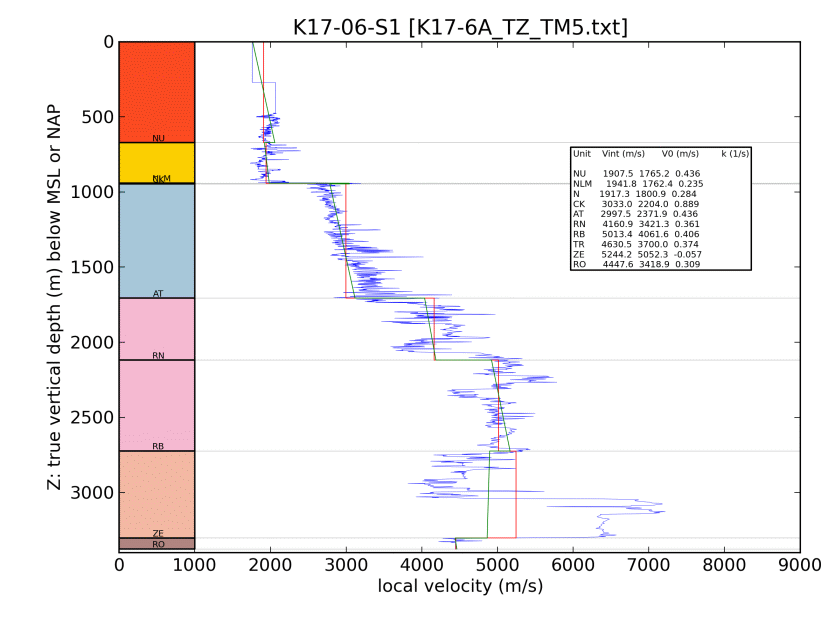 K17-06-S1 [K17-6A_TZ_TM5.txt]
0
500
1000
1500
2000
2500
3000
Z: true vertical depth (m) below MSL or NAP
NU
NLM
AT
RN
RB
ZE
RO
Unit Vint (m/s) V0 (m/s) k (1/s)
NU 1907.5 1765.2 0.436
NLM 1941.8 1762.4 0.235
N 1917.3 1800.9 0.284
CK 3033.0 2204.0 0.889
AT 2997.5 2371.9 0.436
RN 4160.9 3421.3 0.361
RB 5013.4 4061.6 0.406
TR 4630.5 3700.0 0.374
ZE 5244.2 5052.3 -0.057
RO 4447.6 3418.9 0.309
0 1000 2000 3000 4000 5000 6000 7000 8000 9000
local velocity (m/s)